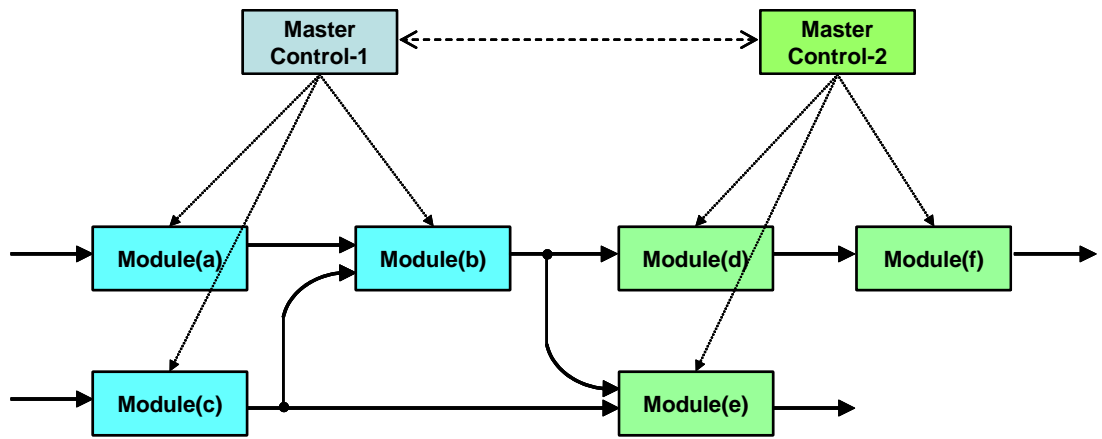 Master
Control-1
Master
Control-2
Module(a)
Module(b)
Module(d)
Module(f)
Module(c)
Module(e)